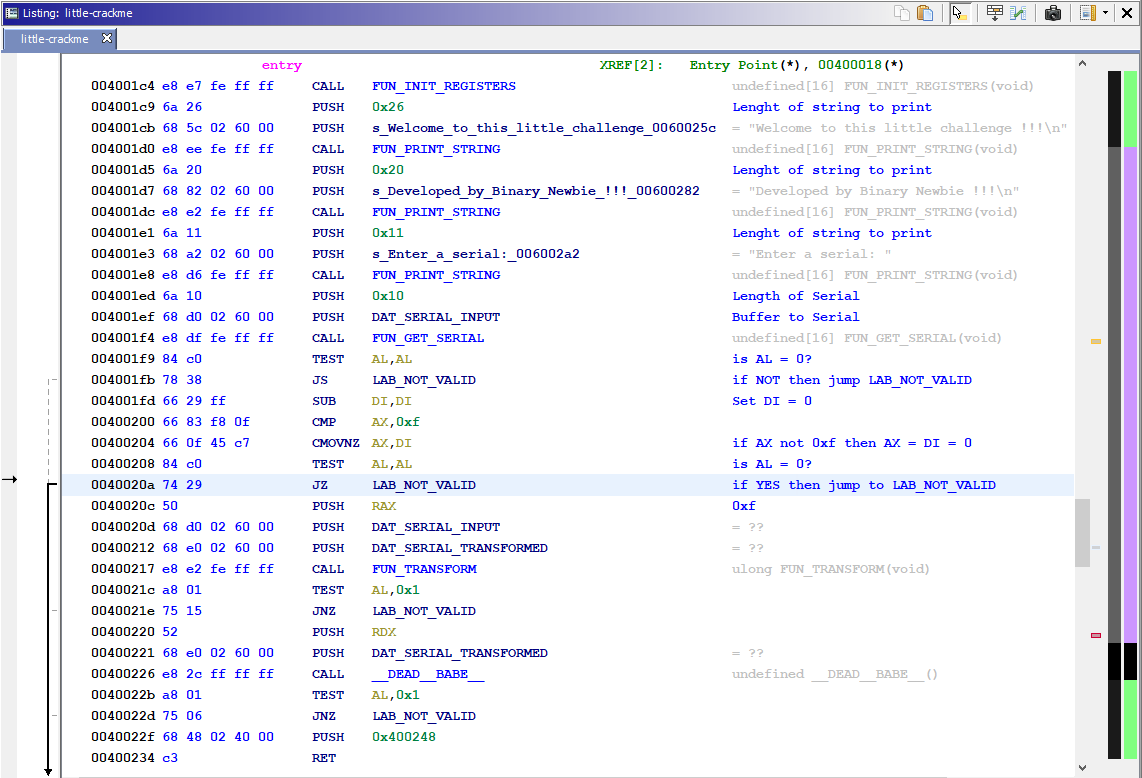 Listing: little-crackme
little-crackme
entry XREF[2]: Entry Point(*), 00400018(*)
004001c4 e8 e7 fe ff ff CALL FUN_INIT_REGISTERS undefined[16] FUN_INIT_REGISTERS(void)
004001c9 6a 26 PUSH 0x26 Lenght of string to print
004001cb 68 5c 02 60 00 PUSH s_Welcome_to_this_little_challenge_0060025c = "Welcome to this little challenge !!!\n"
004001d0 e8 ee fe ff ff CALL FUN_PRINT_STRING undefined[16] FUN_PRINT_STRING(void)
004001d5 6a 20 PUSH 0x20 Lenght of string to print
004001d7 68 82 02 60 00 PUSH s_Developed_by_Binary_Newbie_!!!_00600282 = "Developed by Binary Newbie !!!\n"
004001dc e8 e2 fe ff ff CALL FUN_PRINT_STRING undefined[16] FUN_PRINT_STRING(void)
004001e1 6a 11 PUSH 0x11 Lenght of string to print
004001e3 68 a2 02 60 00 PUSH s_Enter_a_serial:_006002a2 = "Enter a serial: "
004001e8 e8 d6 fe ff ff CALL FUN_PRINT_STRING undefined[16] FUN_PRINT_STRING(void)
004001ed 6a 10 PUSH 0x10 Length of Serial
004001ef 68 d0 02 60 00 PUSH DAT_SERIAL_INPUT Buffer to Serial
004001f4 e8 df fe ff ff CALL FUN_GET_SERIAL undefined[16] FUN_GET_SERIAL(void)
004001f9 84 c0 TEST AL,AL is AL = 0?
004001fb 78 38 JS LAB_NOT_VALID if NOT then jump LAB_NOT_VALID
004001fd 66 29 ff SUB DI,DI Set DI = 0
00400200 66 83 f8 0f CMP AX,0xf
00400204 66 0f 45 c7 CMOVNZ AX,DI if AX not 0xf then AX = DI = 0
00400208 84 c0 TEST AL,AL is AL = 0?
0040020a 74 29 JZ LAB_NOT_VALID if YES then jump to LAB_NOT_VALID
0040020c 50 PUSH RAX 0xf
0040020d 68 d0 02 60 00 PUSH DAT_SERIAL_INPUT = ??
00400212 68 e0 02 60 00 PUSH DAT_SERIAL_TRANSFORMED = ??
00400217 e8 e2 fe ff ff CALL FUN_TRANSFORM ulong FUN_TRANSFORM(void)
0040021c a8 01 TEST AL,0x1
0040021e 75 15 JNZ LAB_NOT_VALID
00400220 52 PUSH RDX
00400221 68 e0 02 60 00 PUSH DAT_SERIAL_TRANSFORMED = ??
00400226 e8 2c ff ff ff CALL __DEAD__BABE__ undefined __DEAD__BABE__()
0040022b a8 01 TEST AL,0x1
0040022d 75 06 JNZ LAB_NOT_VALID
0040022f 68 48 02 40 00 PUSH 0x400248
00400234 c3 RET